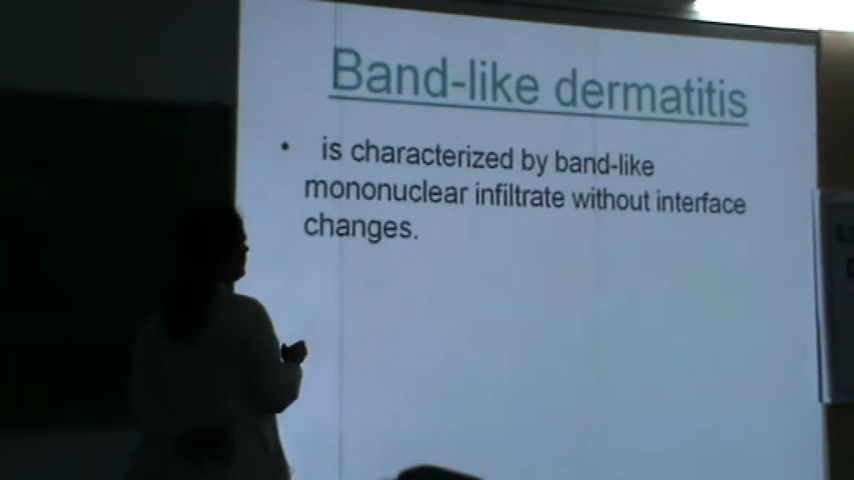 Band-like dermatitis
• is characterized by band-like
mononuclear infiltrate without interface
changes.